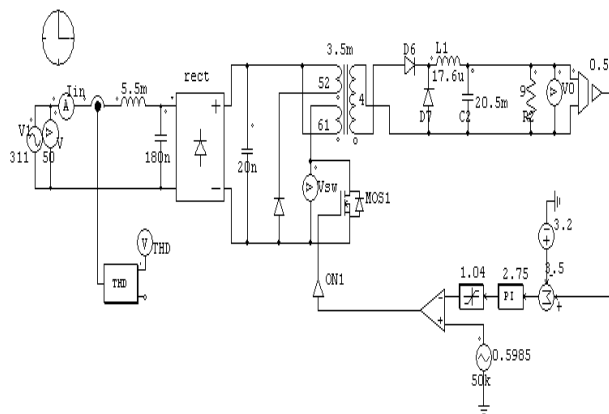 3.5m
D6
L1
0.5
Iin
5.5m
rect
52
17.6u
4
9
V0
20.5m
V1
V
A
311
50
180n
+
−
61
20n
D7
C2
R2
Vsw
MOS1
3.2
V
THD
THD
ON1
1.04
2.75
3.5
PI
Σ
+
-
+
0.5985
50k